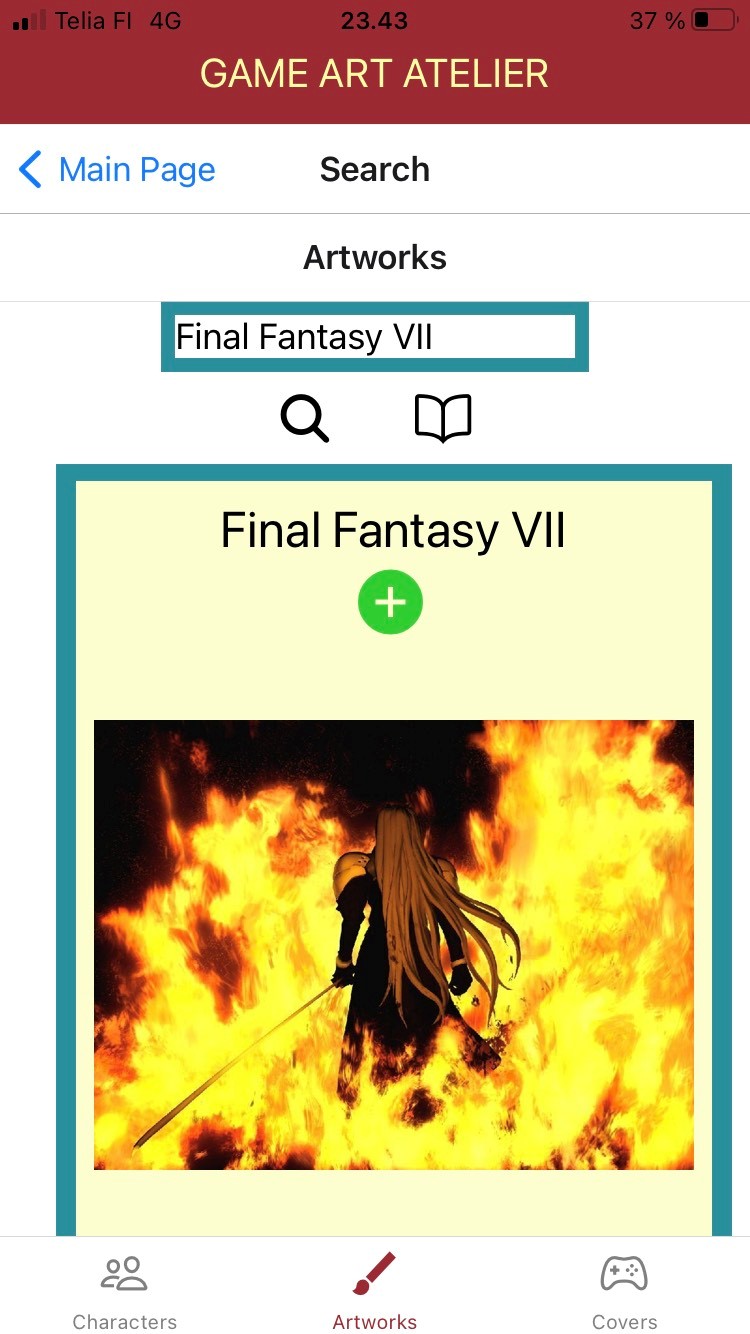 Telia FI 4G 23.43 37 %
GAME ART ATELIER
Main Page Search
Artworks
Final Fantasy VII
Final Fantasy VII
Characters Artworks Covers